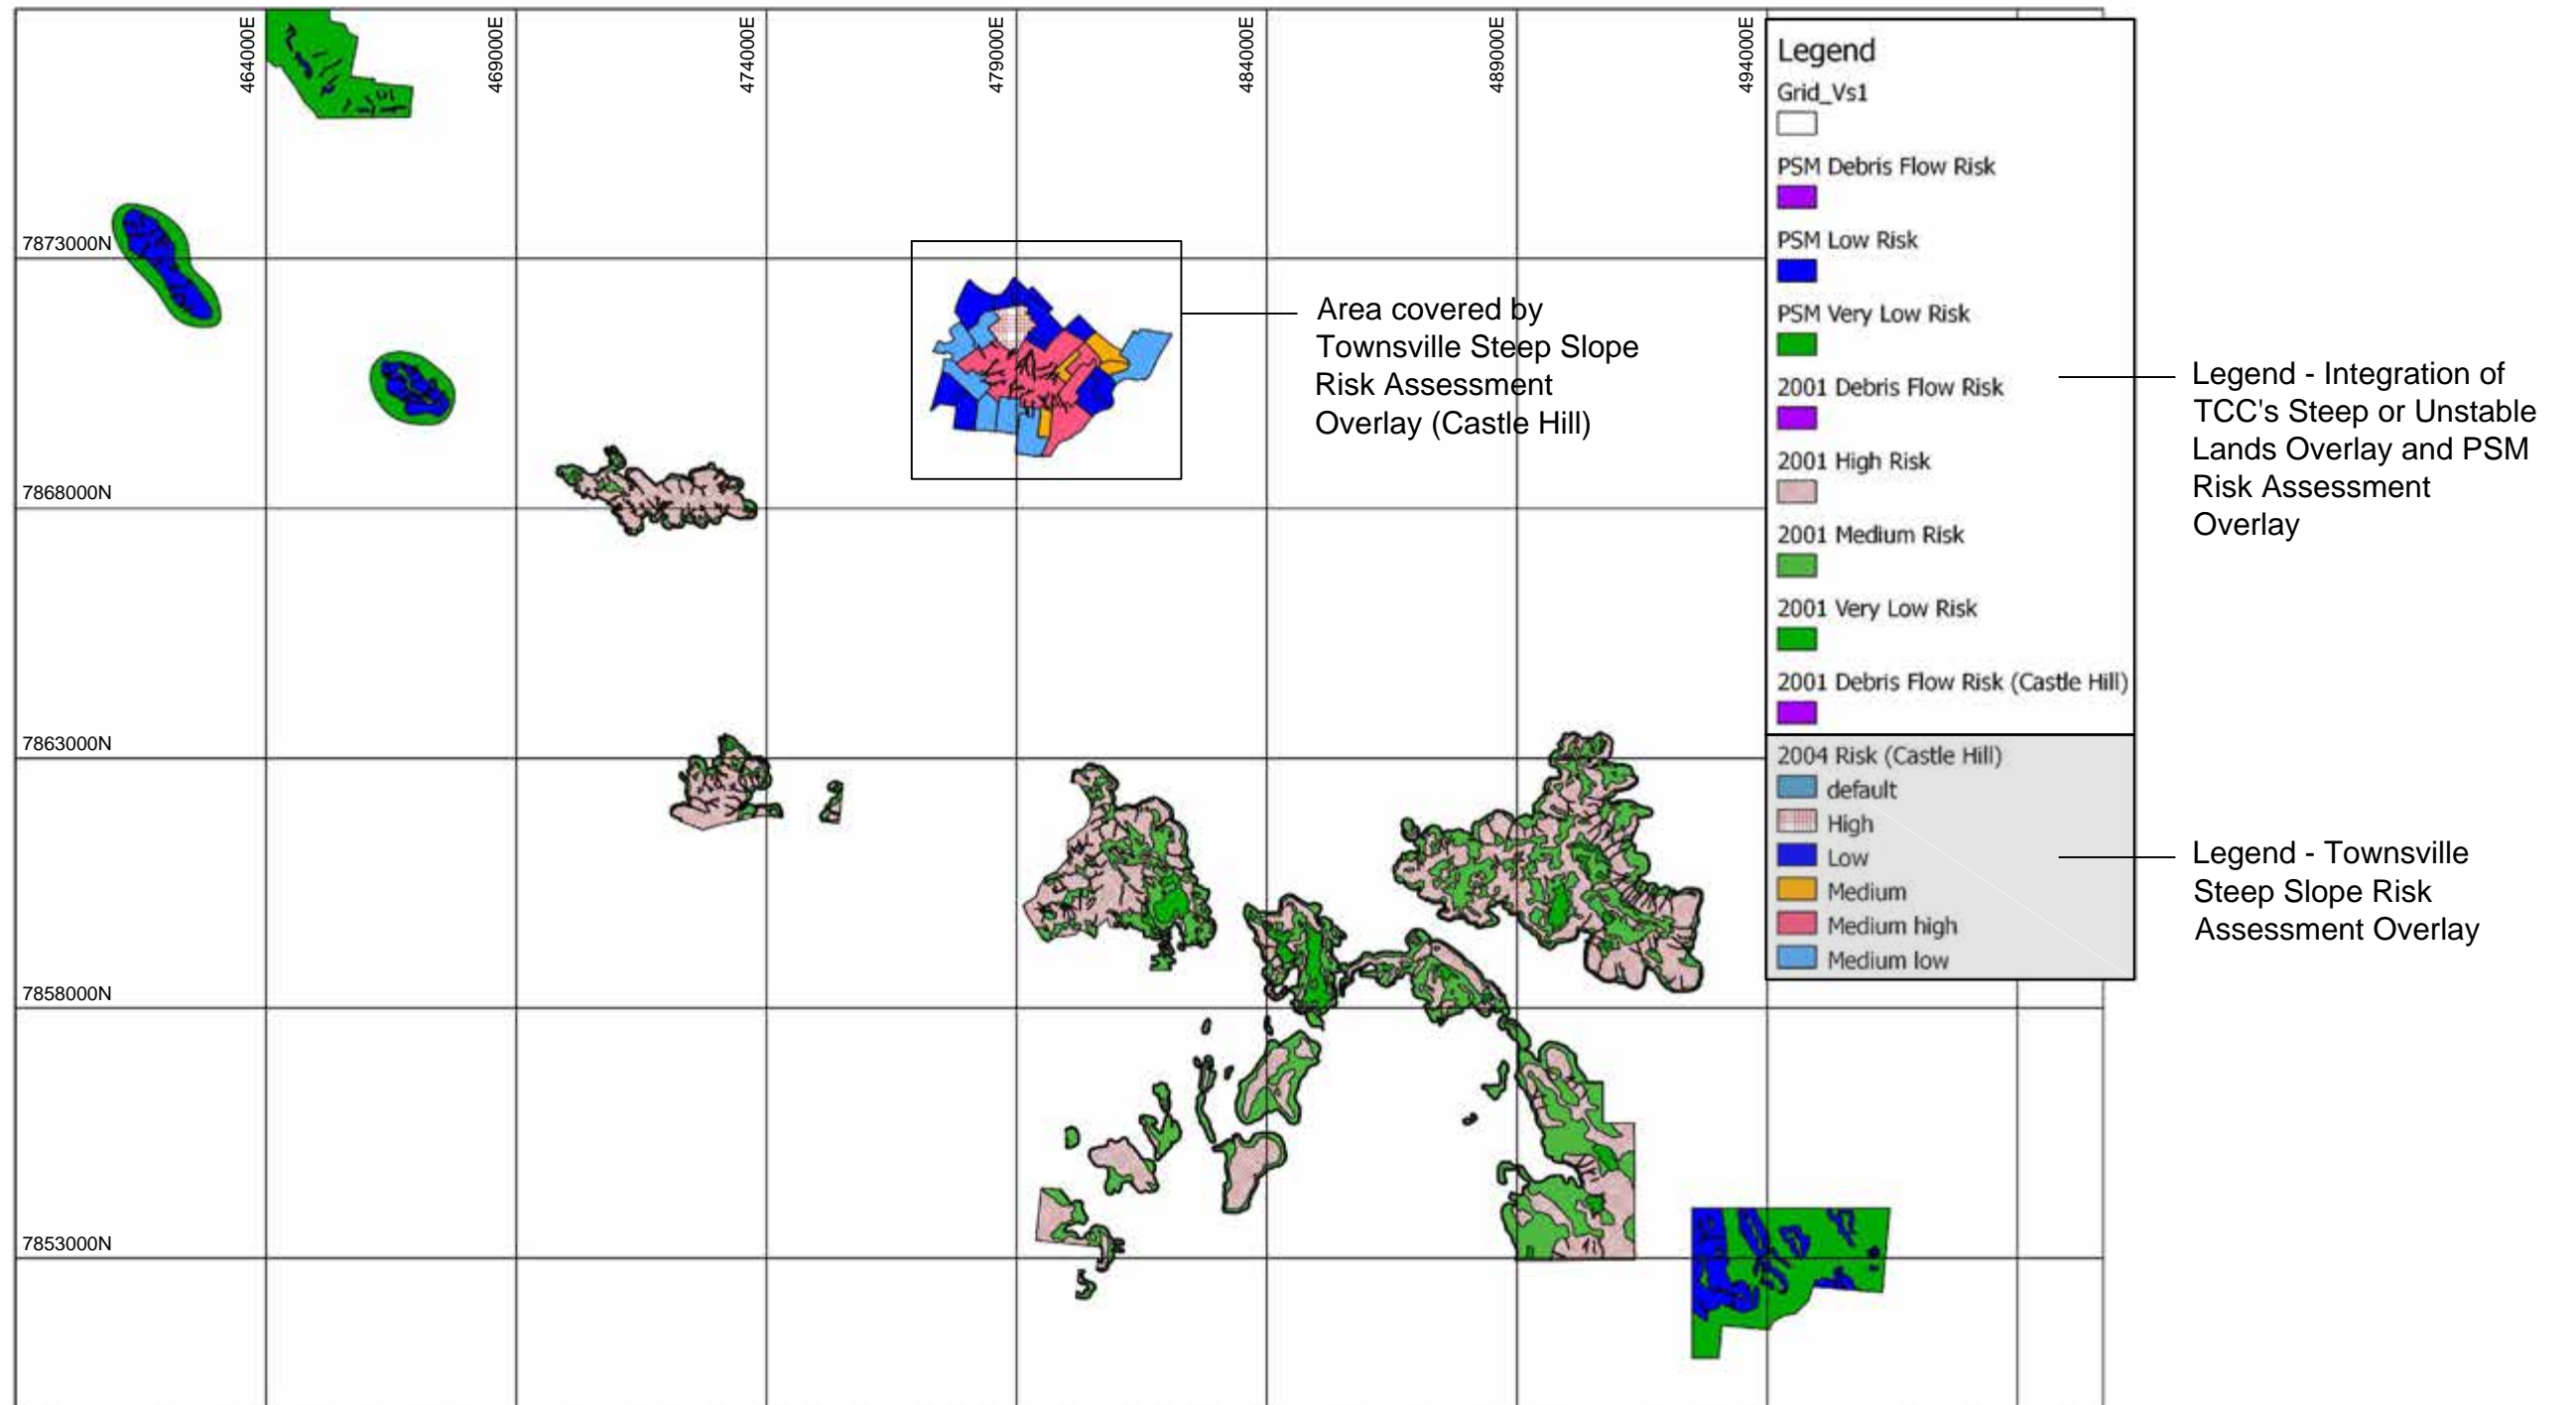 464000E
469000E
474000E
479000E
484000E
489000E
494000E
7873000N
7868000N
7863000N
7858000N
7853000N
Area covered by
Townsville Steep Slope
Risk Assessment
Overlay (Castle Hill)
Legend
Grid_Vs1
PSM Debris Flow Risk
PSM Low Risk
PSM Very Low Risk
2001 Debris Flow Risk
2001 High Risk
2001 Medium Risk
2001 Very Low Risk
2001 Debris Flow Risk (Castle Hill)
2004 Risk (Castle Hill)
default
High
Low
Medium
Medium high
Medium low
Legend - Integration of
TCC's Steep or Unstable
Lands Overlay and PSM
Risk Assessment
Overlay
Legend - Townsville
Steep Slope Risk
Assessment Overlay